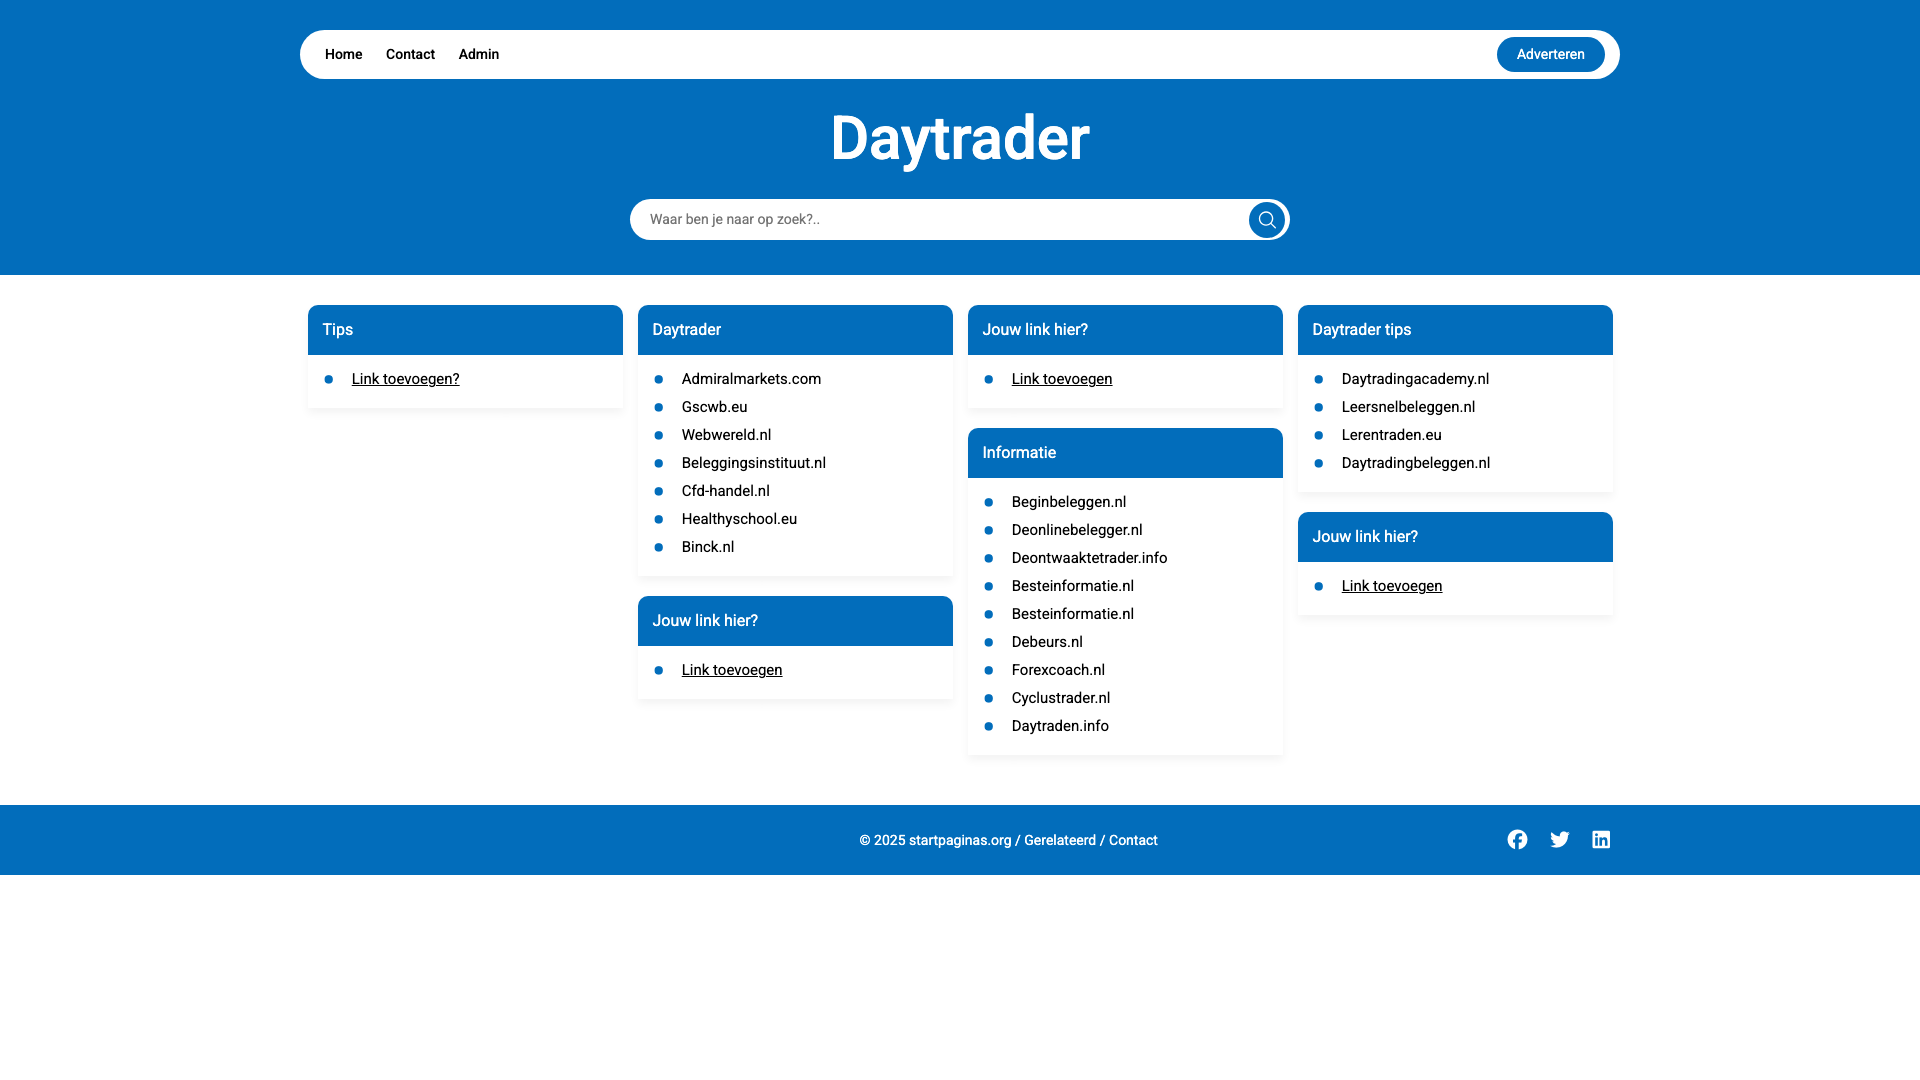 Home Contact Admin
Adverteren
Daytrader
Waar ben je naar op zoek?..
Tips
Link toevoegen?
Daytrader
Admiralmarkets.com
Gscwb.eu
Webwereld.nl
Beleggingsinstituut.nl
Cfd-handel.nl
Healthyschool.eu
Binck.nl
Jouw link hier?
Link toevoegen
Jouw link hier?
Link toevoegen
Informatie
Beginbeleggen.nl
Deonlinebelegger.nl
Deontwaaktetrader.info
Besteinformatie.nl
Besteinformatie.nl
Debeurs.nl
Forexcoach.nl
Cyclustrader.nl
Daytraden.info
Daytrader tips
Daytradingacademy.nl
Leersnelbeleggen.nl
Lerentraden.eu
Daytradingbeleggen.nl
Jouw link hier?
Link toevoegen
© 2025 startpaginas.org / Gerelateerd / Contact